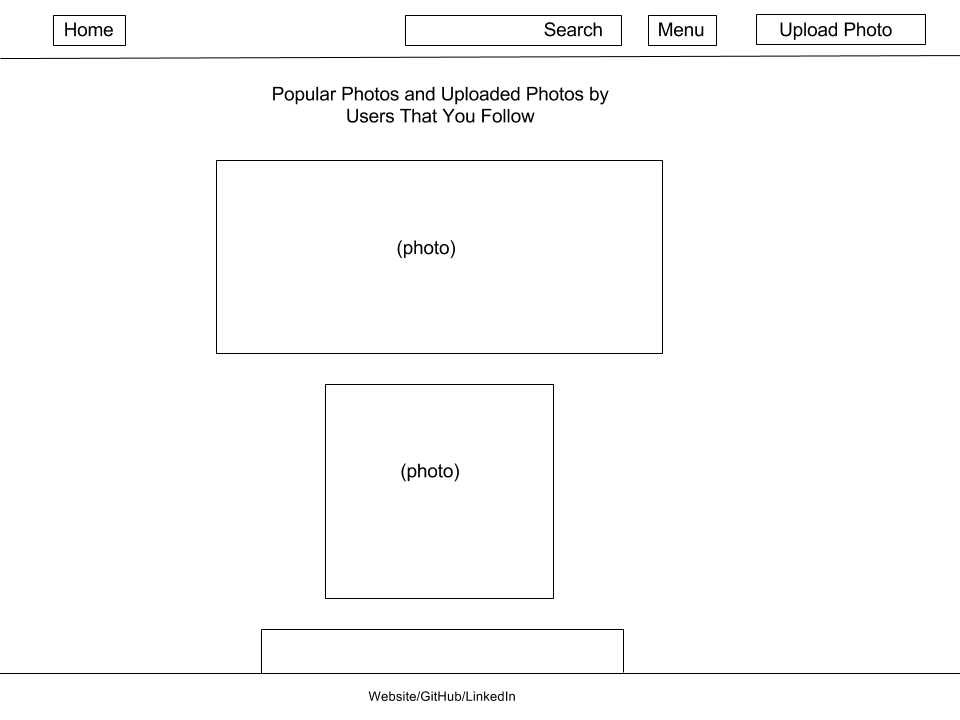 Home
Search
Menu
Upload Photo
Popular Photos and Uploaded Photos by
Users That You Follow
(photo)
(photo)
Website/GitHub/LinkedIn